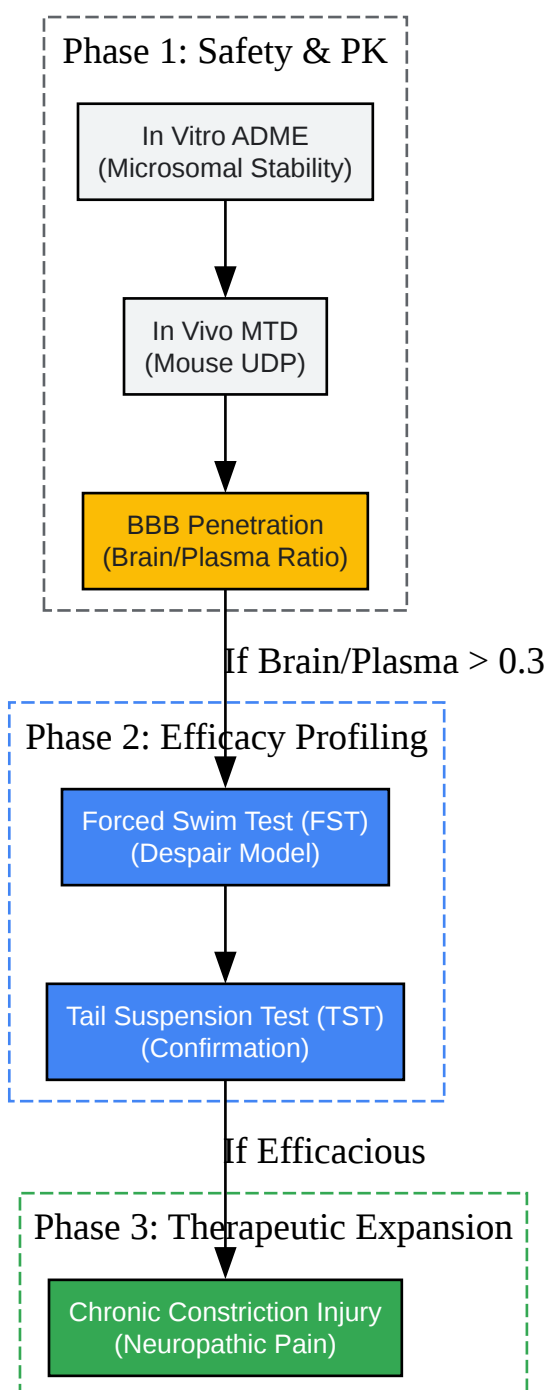 Phase 1: Safety & PK
In Vitro ADME
(Microsomal Stability)
In Vivo MTD
(Mouse UDP)
BBB Penetration
(Brain/Plasma Ratio)
If Brain/Plasma > 0.3
Phase 2: Efficacy Profiling
Forced Swim Test (FST)
(Despair Model)
Tail Suspension Test (TST)
(Confirmation)
If Efficacious
Phase 3: Therapeutic Expansion
Chronic Constriction Injury
(Neuropathic Pain)